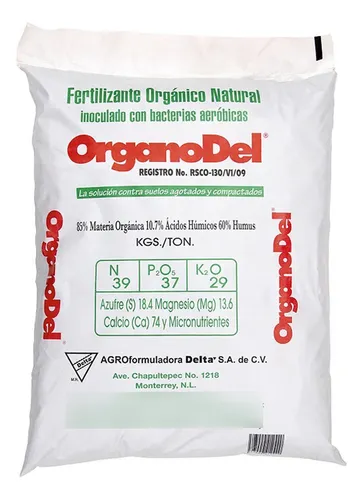 Fertilizante Orgánico Natural
inoculado con bacterias aeróbicas
OrganoDel®
REGISTRO No. RSCO-130/VI/09
La solución contra suelos agotados y compactados
85% Materia Orgánica 10.7% Ácidos Húmicos 60% Humus
KGS./TON.
N P₂O₅ K₂O
39 37 29
Azufre (S) 18.4 Magnesio (Mg) 13.6
Calcio (Ca) 74 y Micronutrientes
OrganoDel
OrganoDel
Delta
M.R.
AGROformuladora Delta® S.A. de C.V.
Ave. Chapultepec No. 1218
Monterrey, N.L.